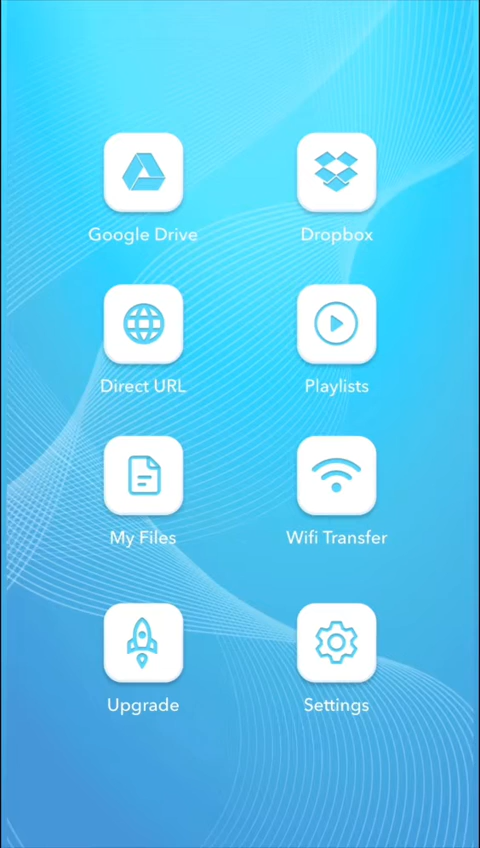 Google Drive
Dropbox
Direct URL
Playlists
My Files
Wifi Transfer
Upgrade
Settings